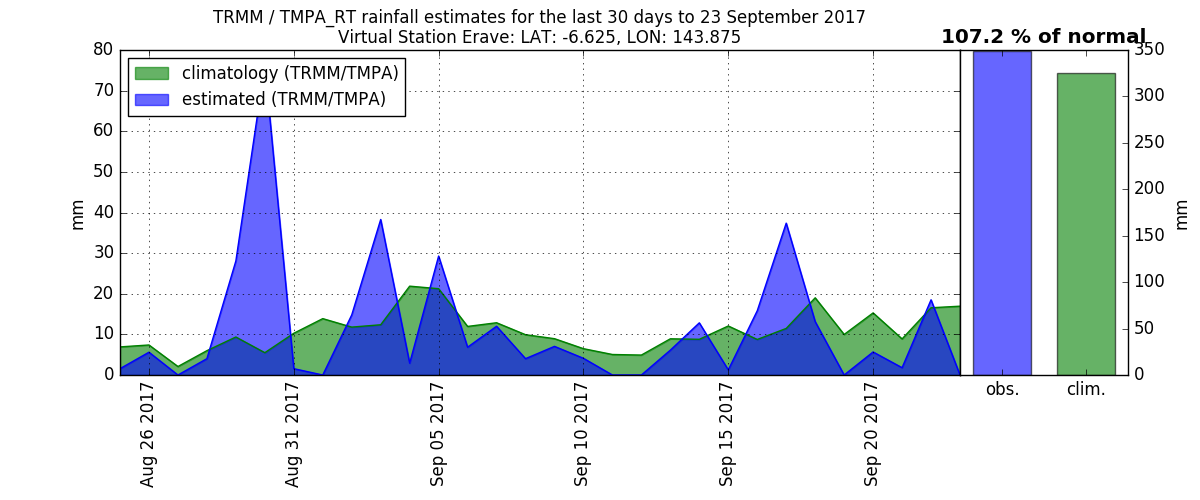 TRMM / TMPA_RT rainfall estimates for the last 30 days to 23 September 2017
Virtual Station Erave: LAT: -6.625, LON: 143.875
107.2 % of normal
climatology (TRMM/TMPA)
estimated (TRMM/TMPA)
80
70
60
50
40
30
20
10
0
mm
Aug 26 2017
Aug 31 2017
Sep 05 2017
Sep 10 2017
Sep 15 2017
Sep 20 2017
obs.
clim.
350
300
250
200
150
100
50
0
mm